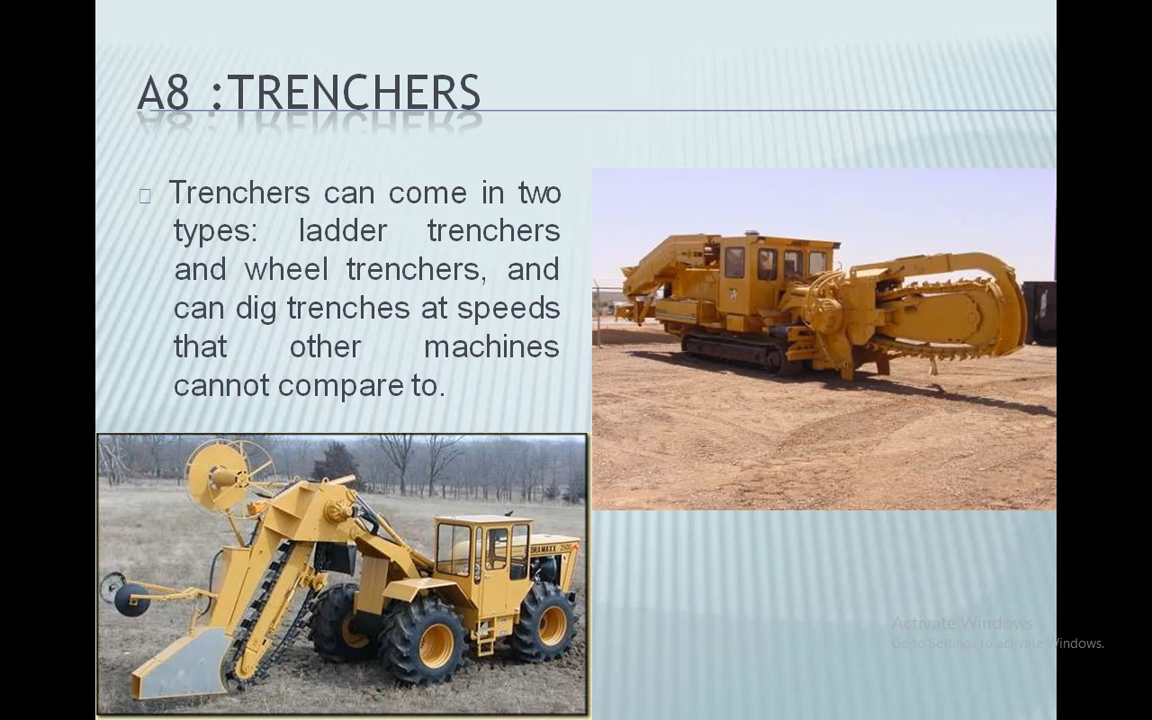 A8 :TRENCHERS
Trenchers can come in two
types: ladder trenchers
and wheel trenchers, and
can dig trenches at speeds
that other machines
cannot compare to.
Activate Windows
Go to Settings to activate Windows.